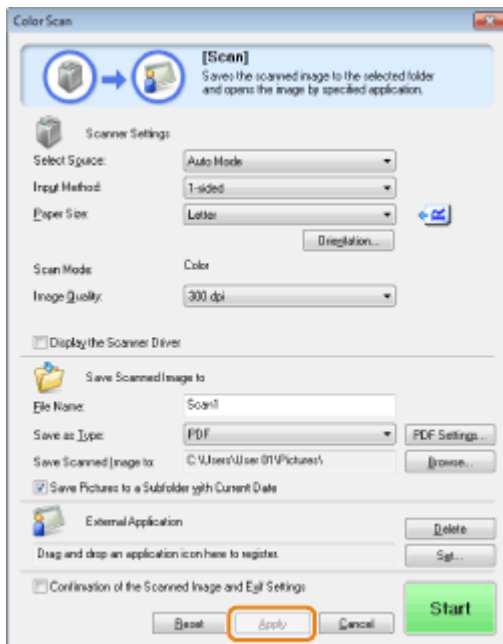 Color Scan
[Scan]
Saves the scanned image to the selected folder
and opens the image by specified application.
Scanner Settings
Select Source: Auto Mode
Input Method: 1-sided
Paper Size: Letter
Orientation...
Scan Mode: Color
Image Quality: 300 dpi
Display the Scanner Driver
Save Scanned Image to
File Name: Scan1
Save as Type: PDF PDF Settings...
Save Scanned Image to: C:\Users\User 01\Pictures\ Browse...
Save Pictures to a Subfolder with Current Date
External Application Delete
Drag and drop an application icon here to register. Set...
Confirmation of the Scanned Image and Exif Settings
Start
Reset Apply Cancel